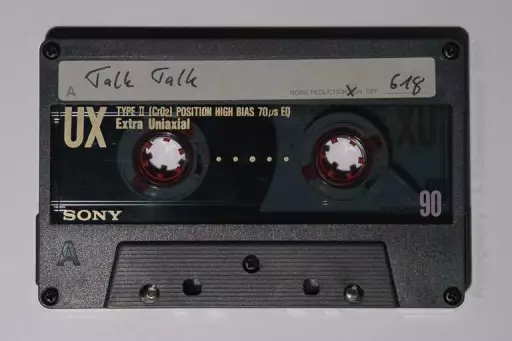 Talk Talk
A NOISE REDUCTION ON OFF 618
UX TYPE II (CrO2) POSITION HIGH BIAS 70µs EQ
Extra Uniaxial
90
SONY
A